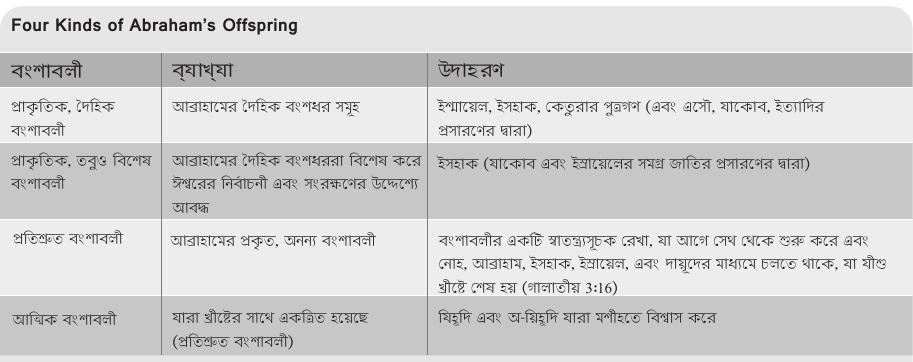 Four Kinds of Abraham's Offspring
বংশাবলী ব্যাখ্যা উদাহরণ
প্রাকৃতিক, দৈহিক
বংশাবলী
আব্রাহামের দৈহিক বংশধর সমূহ
ইশ্মায়েল, ইসহাক, কেতুরার পুত্রগণ (এবং এসৌ, যাকোব, ইত্যাদির
প্রসারণের দ্বারা)
প্রাকৃতিক, তবুও বিশেষ
বংশাবলী
আব্রাহামের দৈহিক বংশধররা বিশেষ করে
ঈশ্বরের নির্বাচনী এবং সংরক্ষণের উদ্দেশ্যে
আবদ্ধ
ইসহাক (যাকোব এবং ইস্রায়েলের সমগ্র জাতির প্রসারণের দ্বারা)
প্রতিশ্রুত বংশাবলী
আব্রাহামের প্রকৃত, অনন্য বংশাবলী
বংশাবলীর একটি স্বাতন্ত্র্যসূচক রেখা, যা আগে সেথ থেকে শুরু করে এবং
নোহ, আব্রাহাম, ইসহাক, ইস্রায়েল, এবং দায়ূদের মাধ্যমে চলতে থাকে, যা যীশু
খ্রীষ্টে শেষ হয় (গালাতীয় 3:16)
আত্মিক বংশাবলী
যারা খ্রীষ্টের সাথে একত্রিত হয়েছে
(প্রতিশ্রুত বংশাবলী)
যিহূদি এবং অ-য়িহূদি যারা মশীহতে বিশ্বাস করে